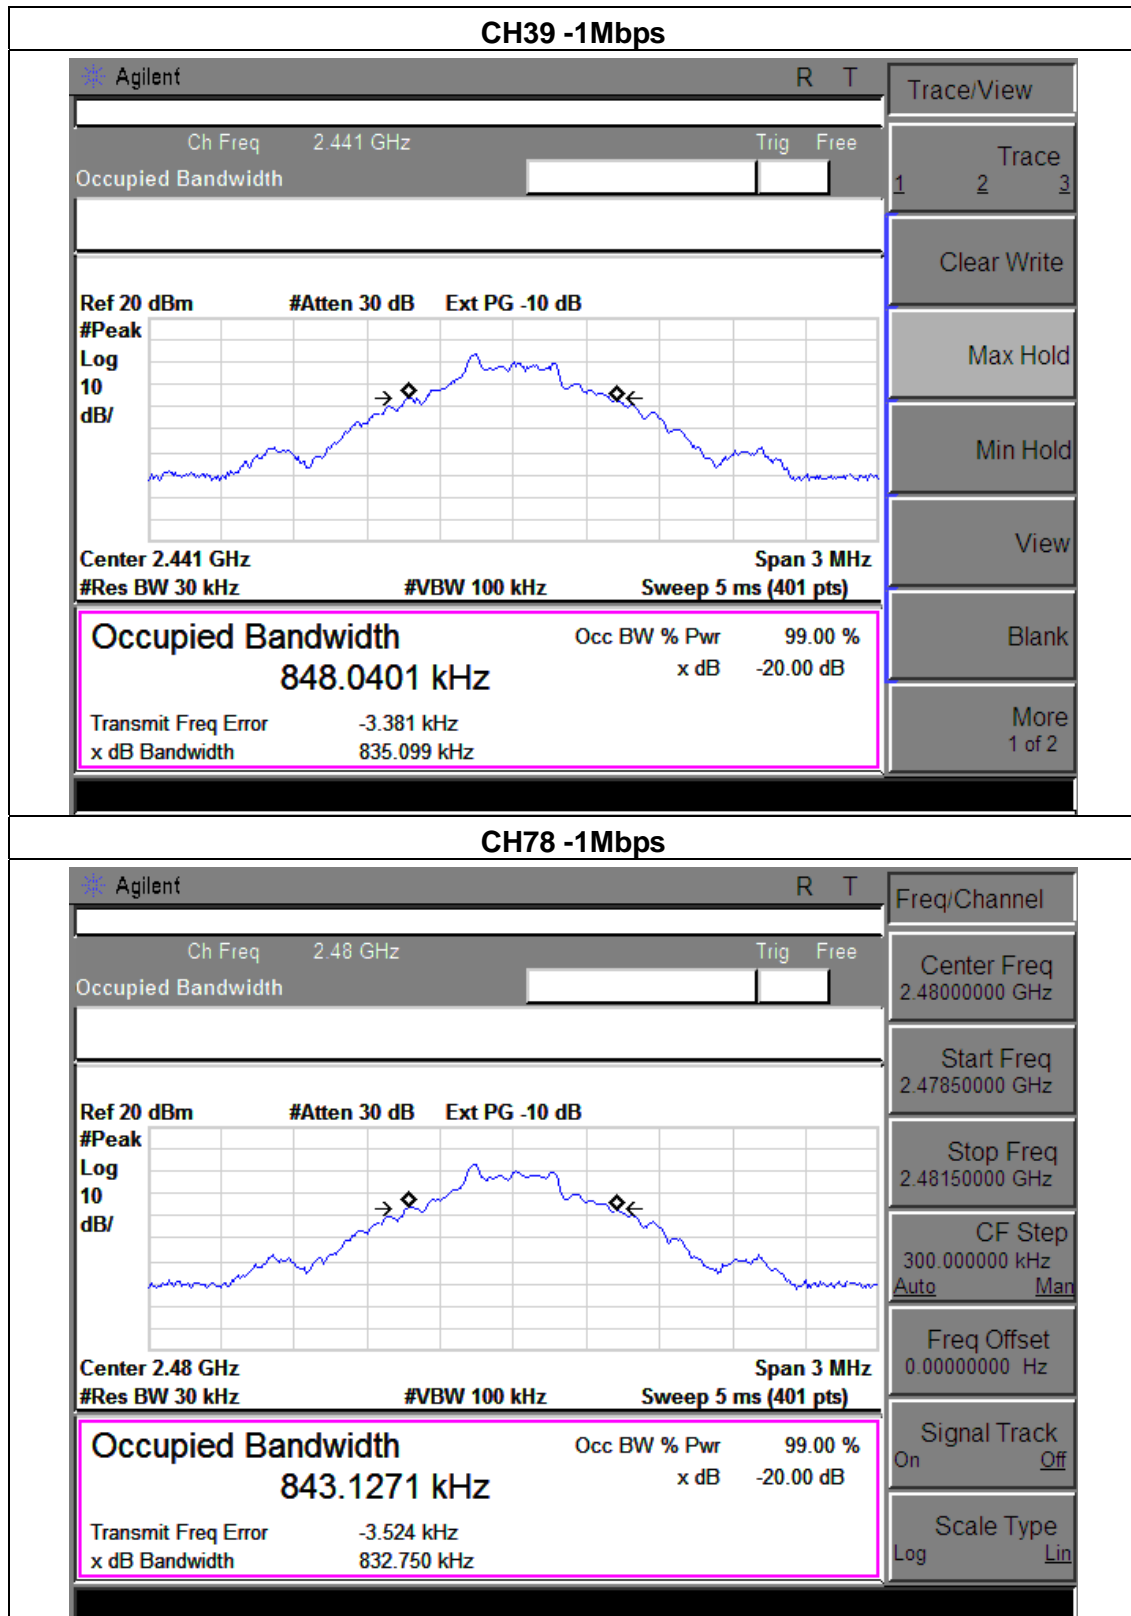 CH39 -1Mbps
Agilent R T
Trace/View
Ch Freq 2.441 GHz Trig Free
Occupied Bandwidth
Trace
1 2 3
Clear Write
Ref 20 dBm #Atten 30 dB Ext PG -10 dB
#Peak
Log
10
dB/
Max Hold
Min Hold
View
Center 2.441 GHz Span 3 MHz
#Res BW 30 kHz #VBW 100 kHz Sweep 5 ms (401 pts)
Occupied Bandwidth Occ BW % Pwr 99.00 %
848.0401 kHz x dB -20.00 dB
Blank
Transmit Freq Error -3.381 kHz
x dB Bandwidth 835.099 kHz
More
1 of 2
CH78 -1Mbps
Agilent R T
Freq/Channel
Ch Freq 2.48 GHz Trig Free
Occupied Bandwidth
Center Freq
2.48000000 GHz
Start Freq
2.47850000 GHz
Ref 20 dBm #Atten 30 dB Ext PG -10 dB
#Peak
Log
10
dB/
Stop Freq
2.48150000 GHz
CF Step
300.000000 kHz
Auto Man
Freq Offset
0.00000000 Hz
Center 2.48 GHz Span 3 MHz
#Res BW 30 kHz #VBW 100 kHz Sweep 5 ms (401 pts)
Occupied Bandwidth Occ BW % Pwr 99.00 %
843.1271 kHz x dB -20.00 dB
Signal Track
On Off
Transmit Freq Error -3.524 kHz
x dB Bandwidth 832.750 kHz
Scale Type
Log Lin